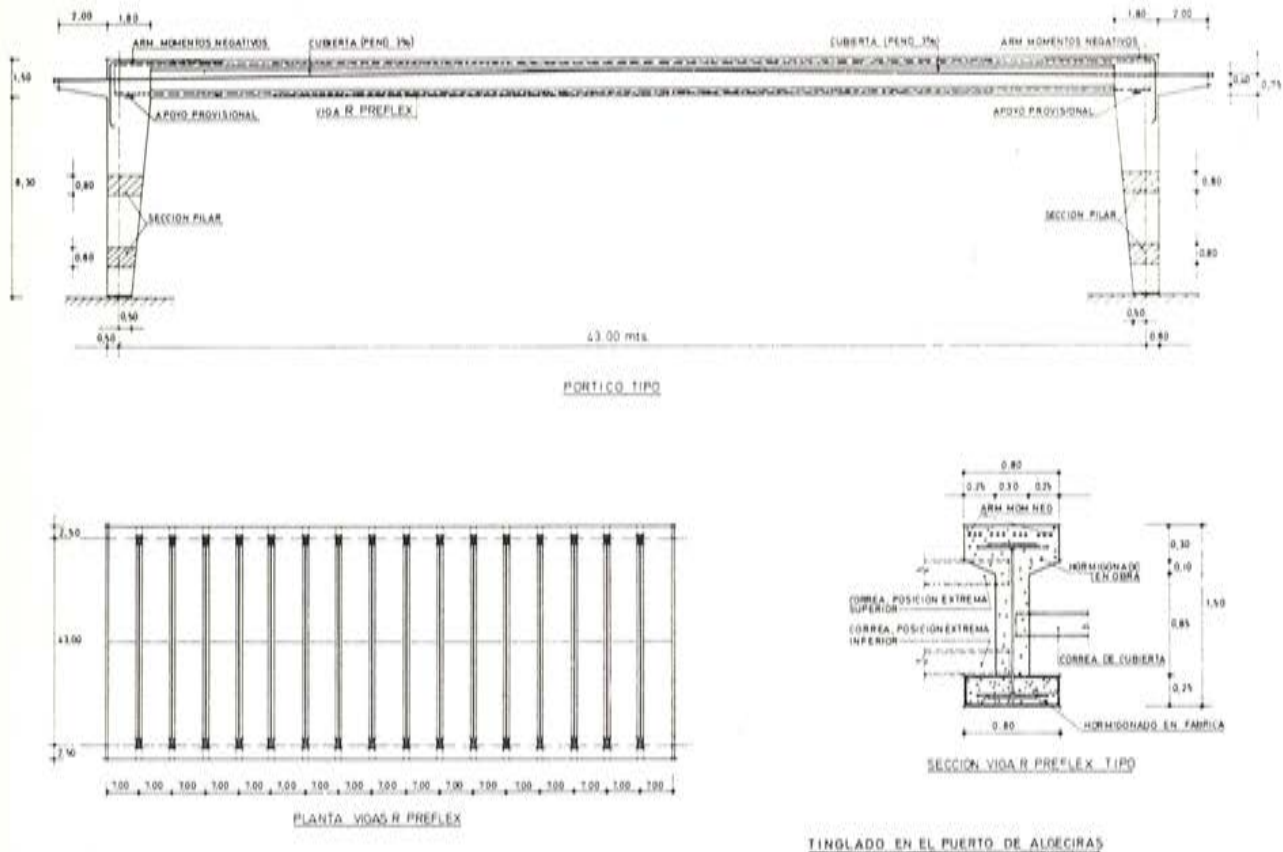 2.00 1.80
1.80 2.00
ARM. MOMENTOS NEGATIVOS
CUBIERTA (PEND. 3%)
CUBIERTA (PEND. 3%)
ARM MOMENTOS NEGATIVOS
1,50
0,75
APOYO PROVISIONAL
VIGA R PREFLEX
APOYO PROVISIONAL
8,30
0,80
0,80
SECCION PILAR
SECCION PILAR
0,80
0,80
0,50
0,50
0,50
43.00 mts.
PORTICO TIPO
0.80
0.25 0.30 0.25
ARM MOM NEG
2,50
0,30
0,10
HORMIGONADO
EN OBRA
CORREA, POSICION EXTREMA
SUPERIOR
1,50
43,00
CORREA, POSICION EXTREMA
INFERIOR
0,85
CORREA DE CUBIERTA
0,25
0.80
HORMIGONADO EN FABRICA
2,50
SECCION VIGA R PREFLEX TIPO
7,00 7,00 7,00 7,00 7,00 7,00 7,00 7,00 7,00 7,00 7,00 7,00 7,00 7,00 7,00 7,00 7,00
PLANTA VIGAS R PREFLEX
TINGLADO EN EL PUERTO DE ALGECIRAS